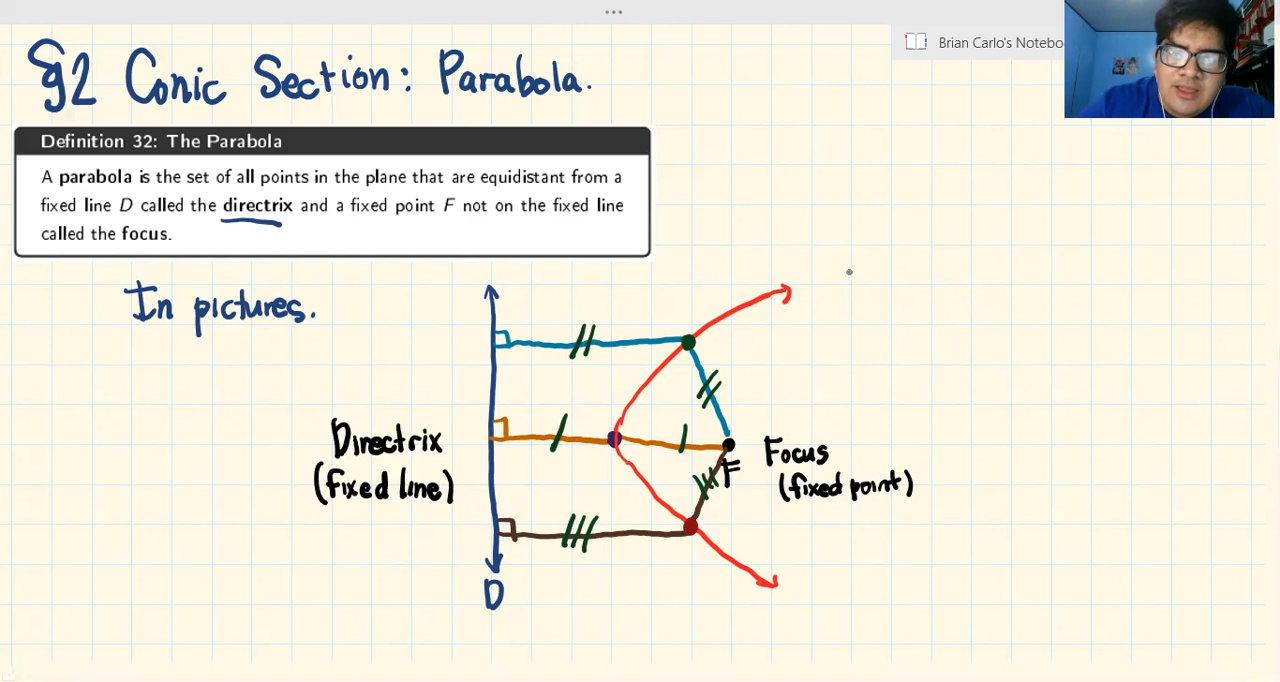 Brian Carlo's Notebo
§2 Conic Section: Parabola.
Definition 32: The Parabola
A parabola is the set of all points in the plane that are equidistant from a
fixed line D called the directrix and a fixed point F not on the fixed line
called the focus.
In pictures.
Directrix
(fixed line)
F
Focus
(fixed point)
D